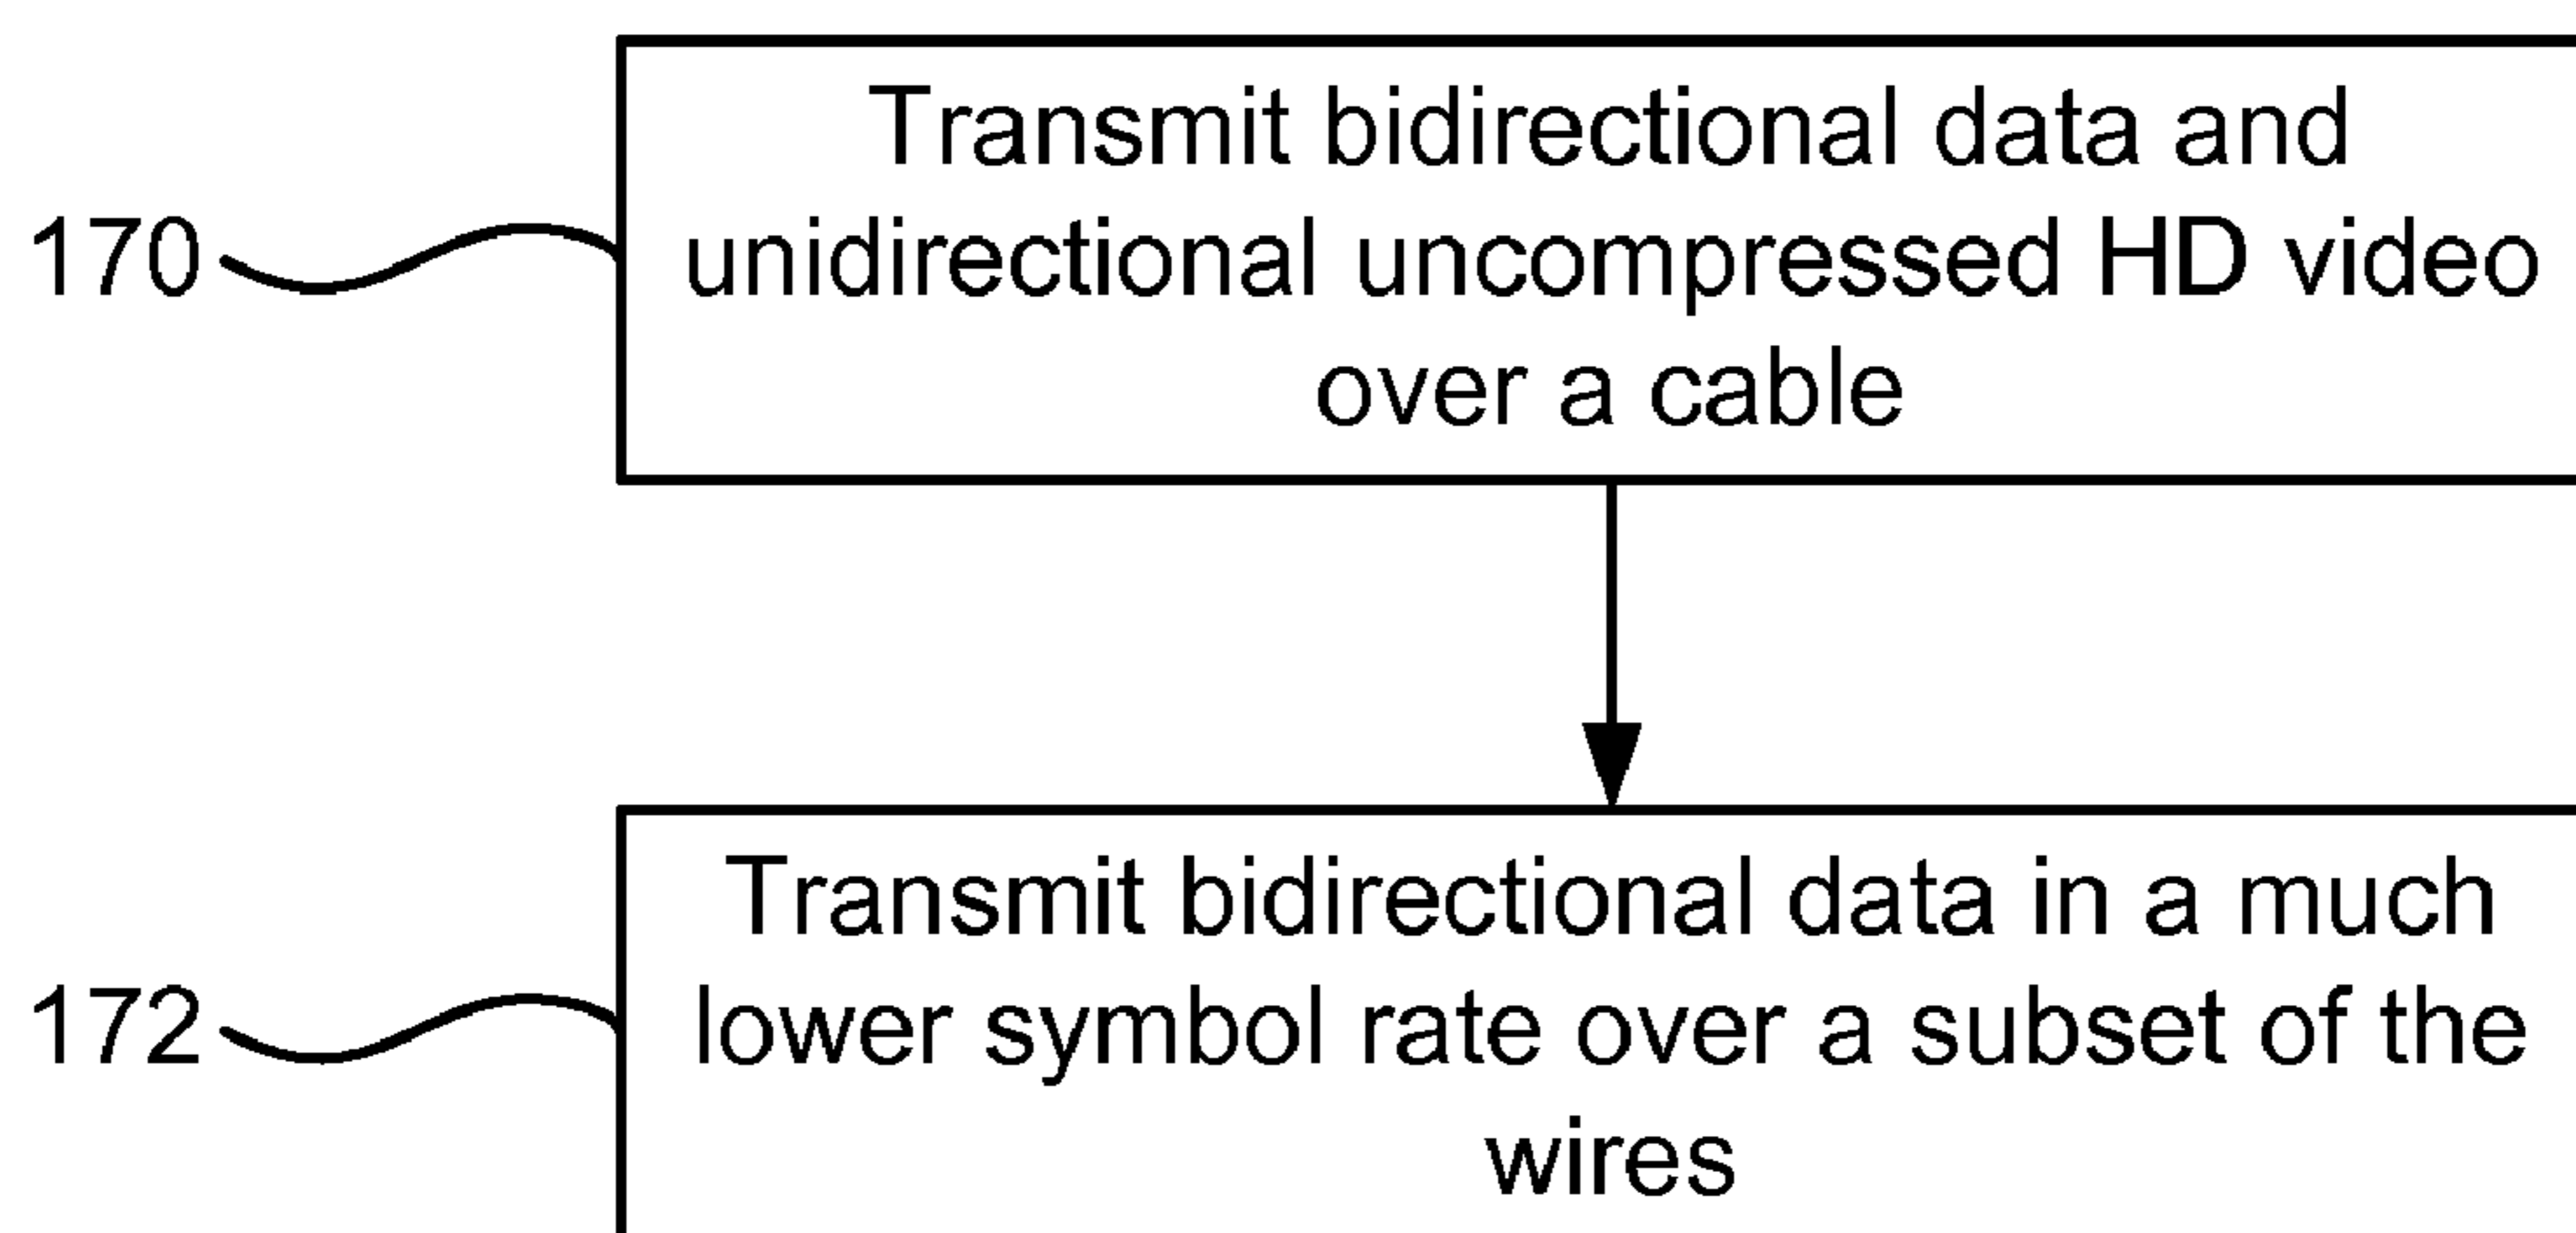 Transmit bidirectional data and
170 unidirectional uncompressed HD video
over a cable
Transmit bidirectional data in a much
172 lower symbol rate over a subset of the
wires